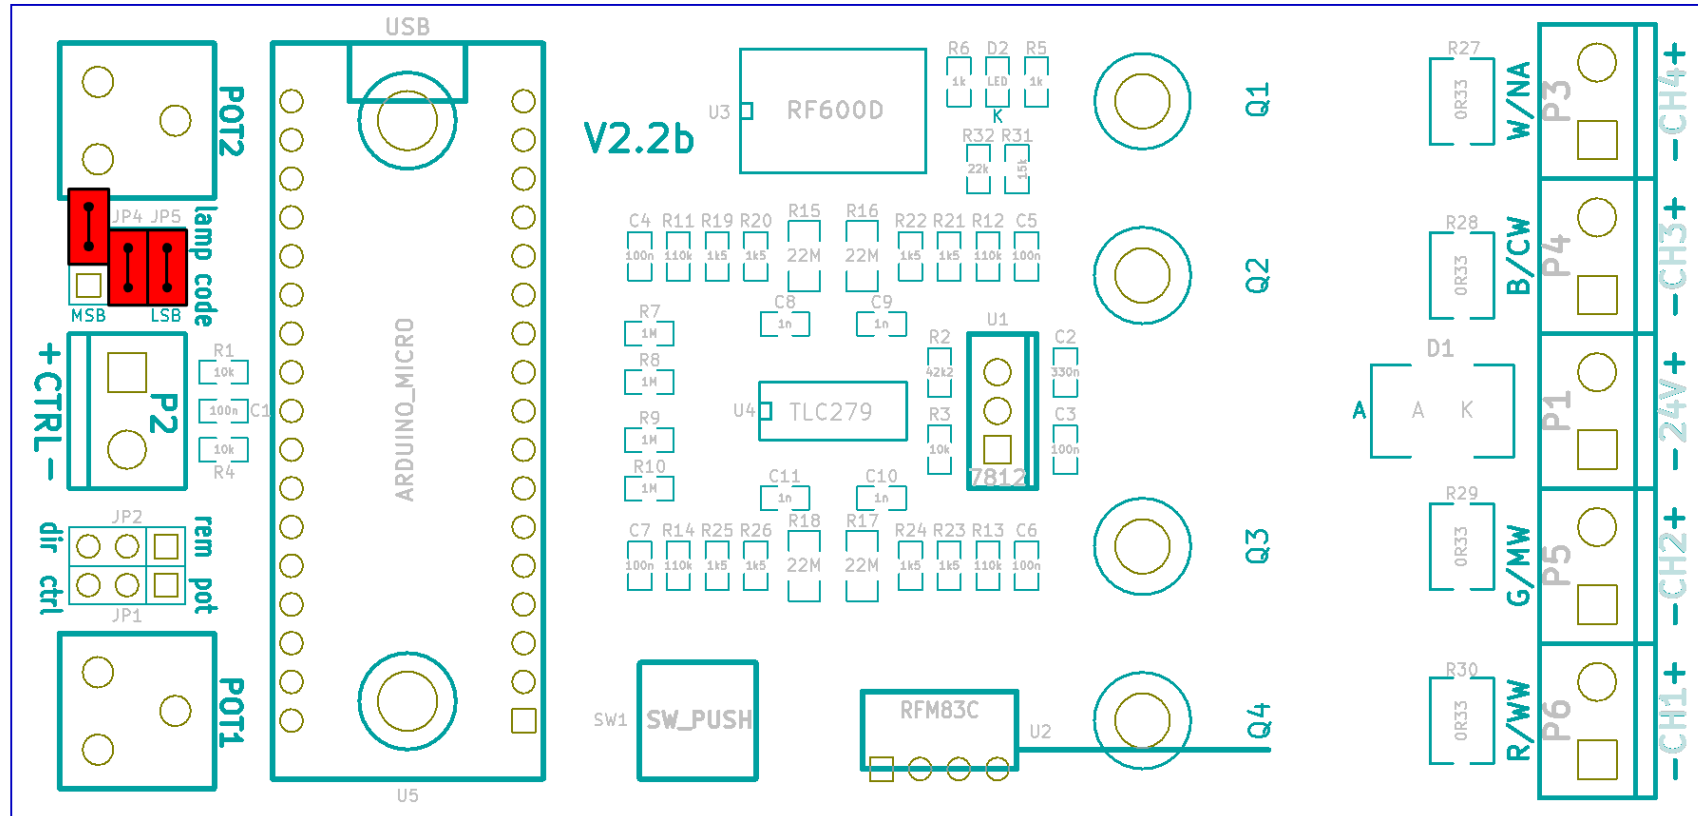 USB
POT2
U3
RF600D
R6
D2
R5
1k
LED
1k
K
Q1
R27
0R33
W/NA
P3
-CH4+
V2.2b
R32
R31
22k
15k
JP4
JP5
lamp code
MSB
LSB
C4
R11
R19
R20
R15
R16
R22
R21
R12
C5
100n
110k
1k5
1k5
22M
22M
1k5
1k5
110k
100n
Q2
R28
0R33
B/CW
P4
-CH3+
R7
1M
C8
1n
C9
1n
U1
+CTRL-
P2
R1
10k
100n
C1
10k
R4
ARDUINO_MICRO
R8
1M
R9
1M
R10
1M
U4
TLC279
R2
42k2
R3
10k
7812
C2
330n
C3
100n
D1
A
A
K
P1
-24V+
C11
1n
C10
1n
JP2
dir
rem
ctrl
pot
JP1
C7
R14
R25
R26
R18
R17
R24
R23
R13
C6
100n
110k
1k5
1k5
22M
22M
1k5
1k5
110k
100n
Q3
R29
0R33
G/MW
P5
-CH2+
POT1
U5
SW1
SW_PUSH
RFM83C
U2
Q4
R30
0R33
R/WW
P6
-CH1+